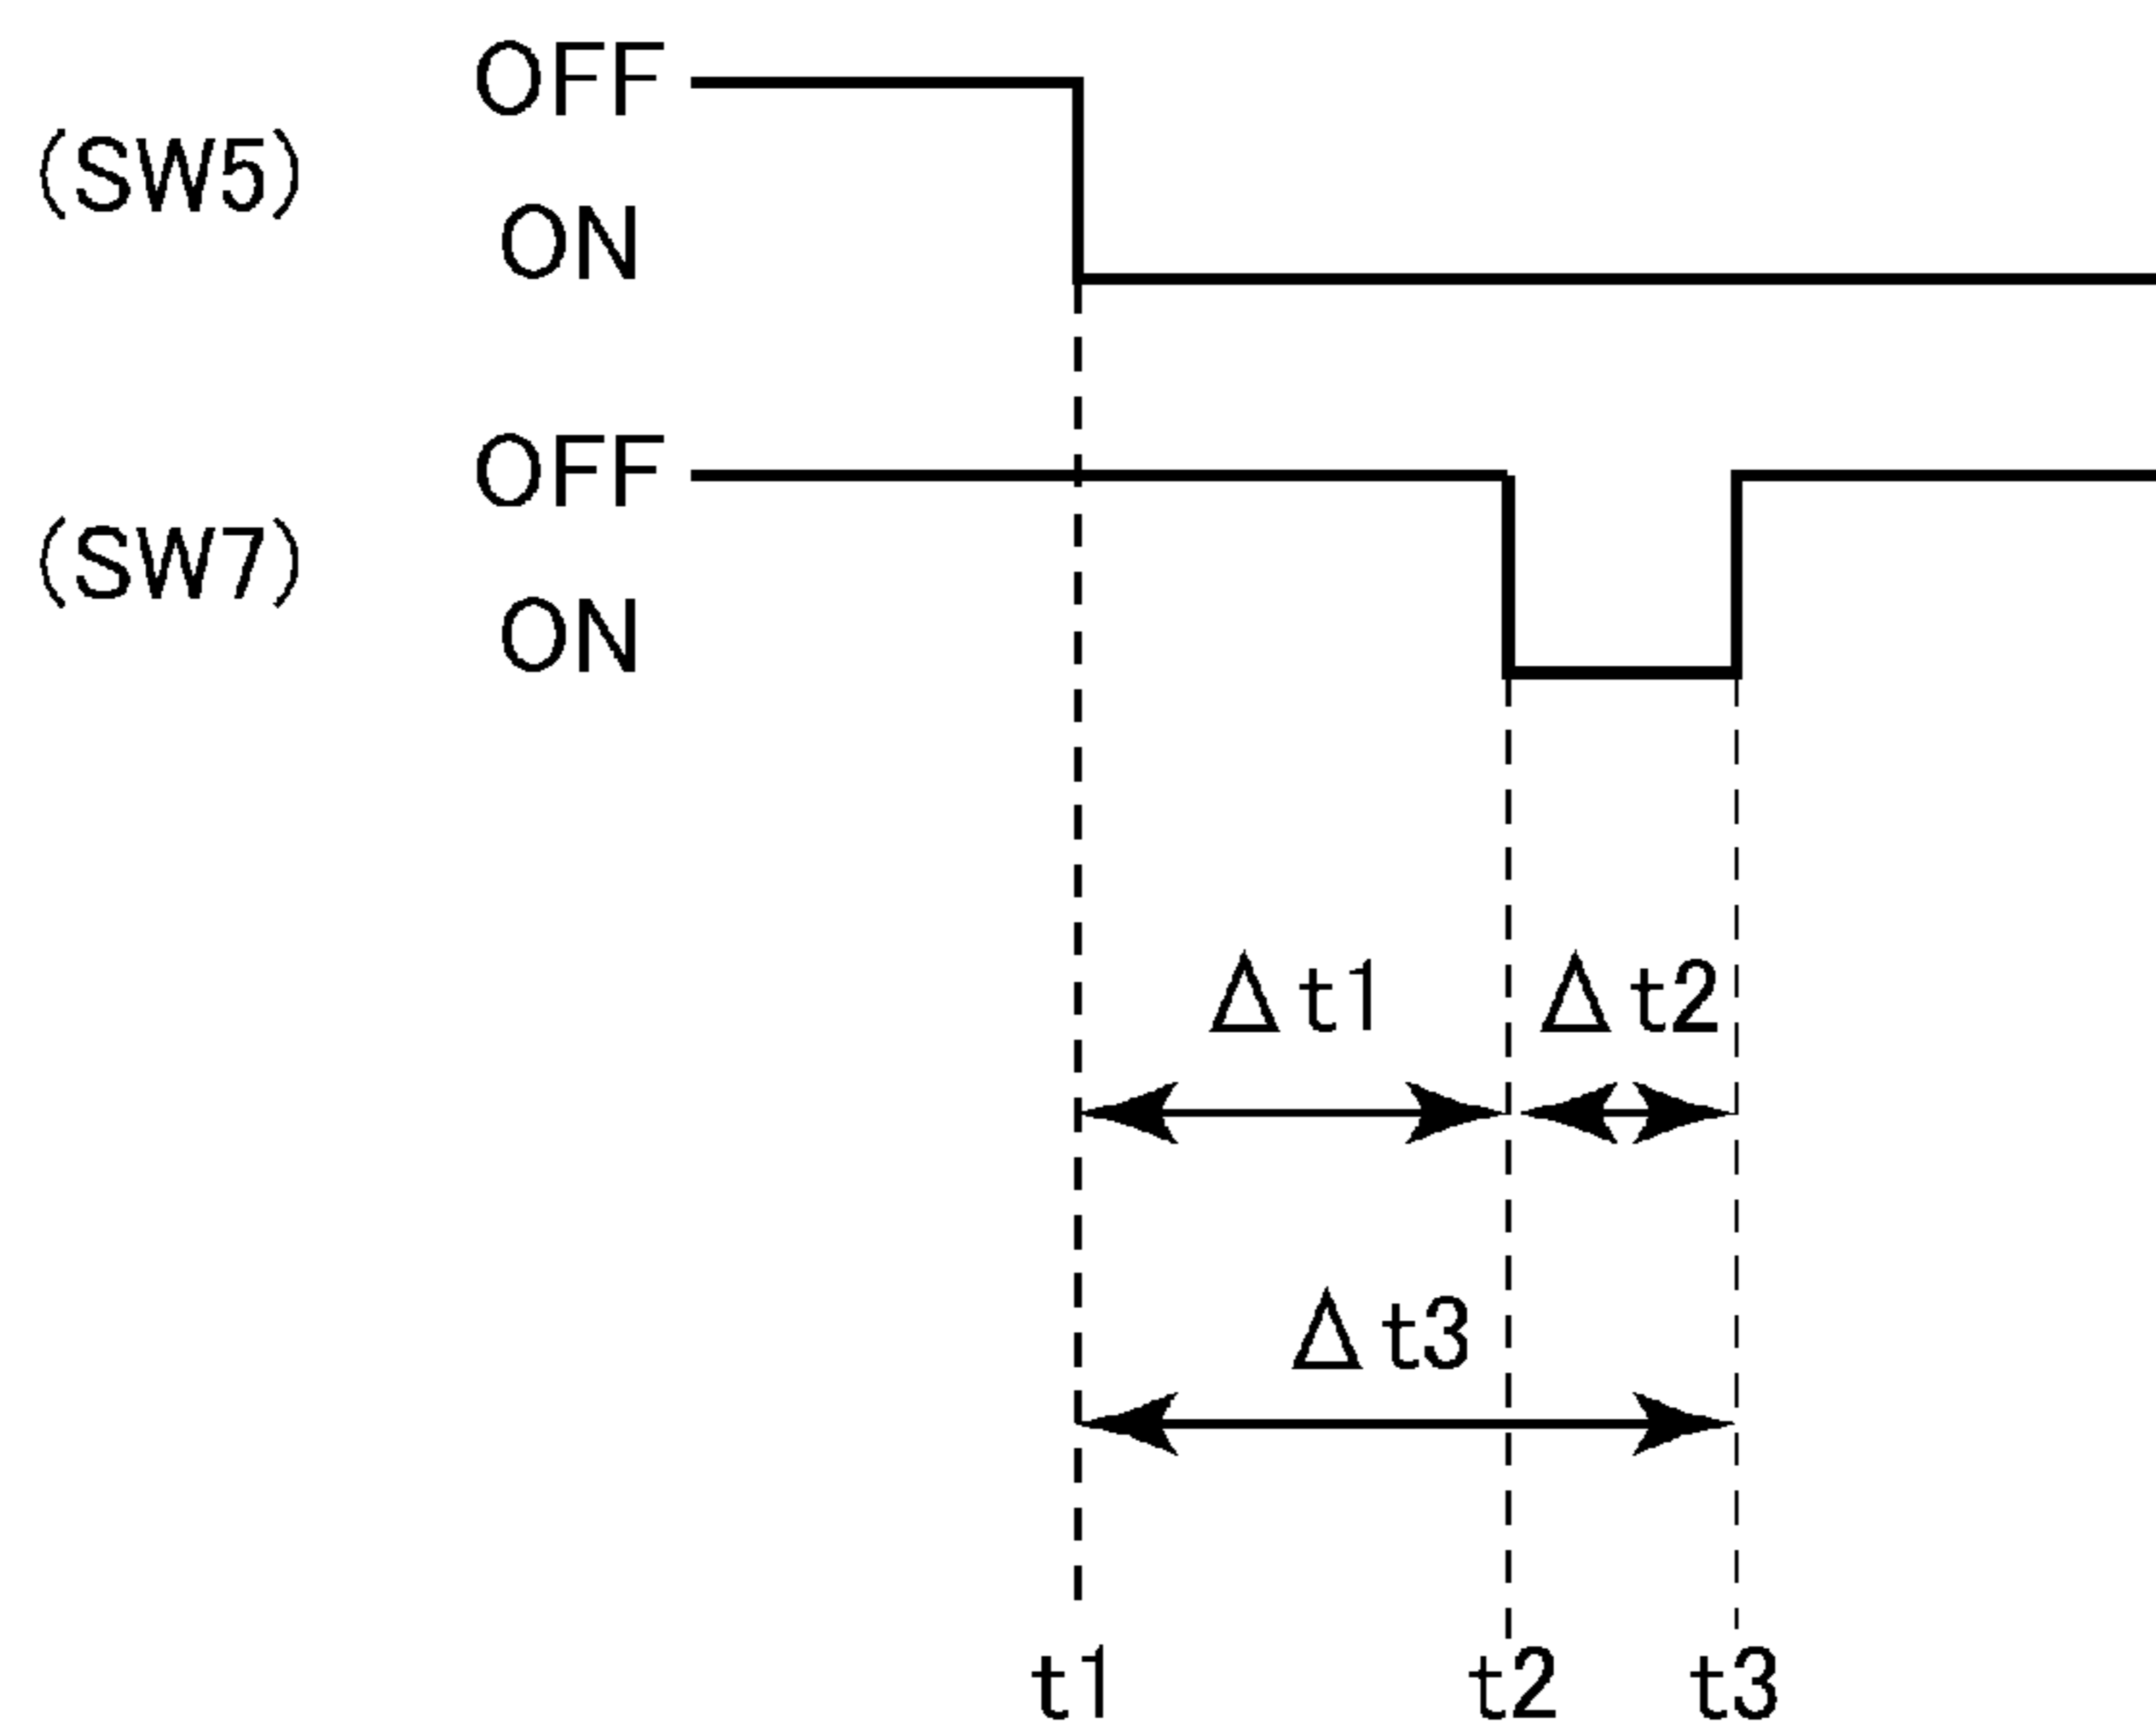 OFF
(SW5)
ON
OFF
(SW7)
ON
Δt1 Δt2
Δt3
t1 t2 t3